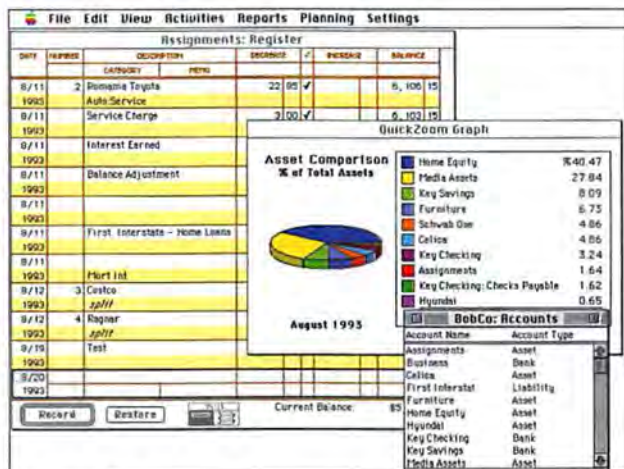 File Edit View Activities Reports Planning Settings
Assignments: Register
DATE NUMBER DESCRIPTION DECREASE ✓ INCREASE BALANCE
CATEGORY MEMO
8/11 2 Romania Toyota 22 85 ✓ 6,106 15
1993 Auto:Service
8/11 Service Charge 3 00 ✓ 6,103 15
1993
8/11 Interest Earned
1993
8/11 Balance Adjustment
1993
8/11
1993
8/11 First Interstate - Home Loans
1993
8/11
1993 Mort Int
8/12 3 Costco
1993 split
8/12 4 Ragnar
1993 split
8/19 Test
1993
8/20
1993
Record Restore Current Balance: 85
QuickZoom Graph
Asset Comparison
% of Total Assets
Home Equity %40.47
Media Assets 27.84
Key Savings 8.09
Furniture 6.73
Schwab One 4.86
Celica 4.86
Key Checking 3.24
Assignments 1.64
Key Checking: Checks Payable 1.62
Hyundai 0.65
August 1993
BobCo: Accounts
Account Name Account Type
Assignments Asset
Business Bank
Celica Asset
First Interstat Liability
Furniture Asset
Home Equity Asset
Hyundai Asset
Key Checking Bank
Key Savings Bank
Media Assets Asset